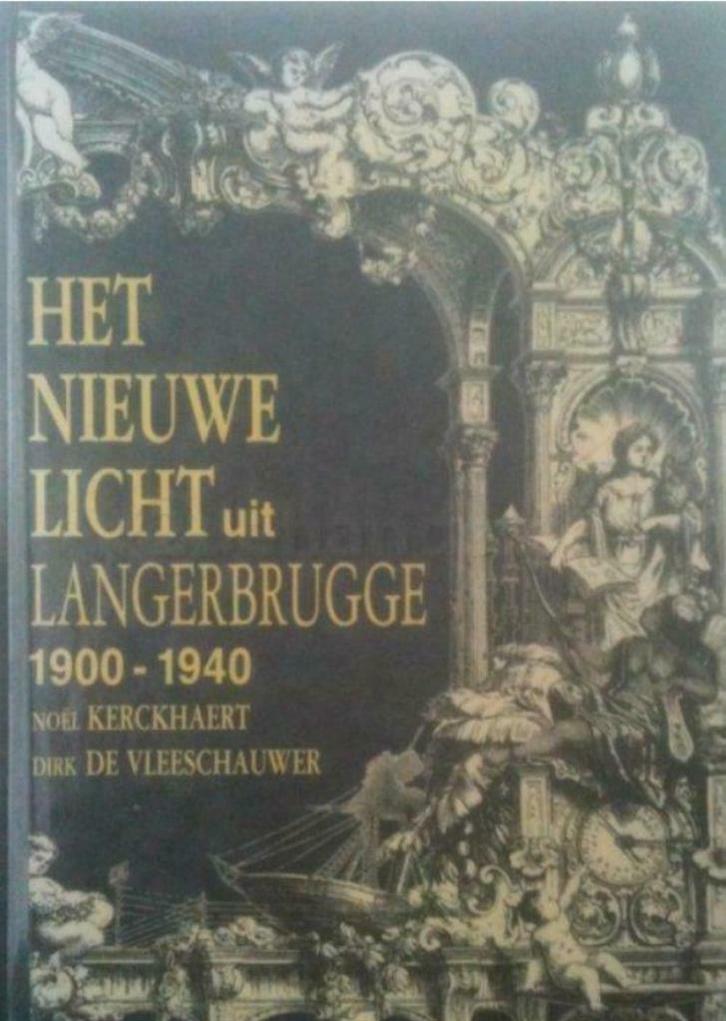 HET
NIEUWE
LICHT uit
LANGERBRUGGE
1900 - 1940
NOËL KERCKHAERT
DIRK DE VLEESCHAUWER